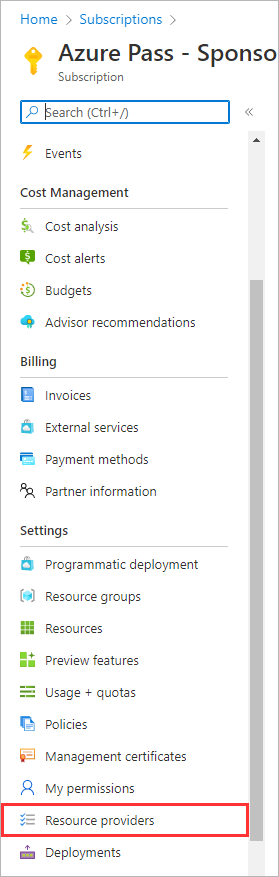 Home > Subscriptions >
Azure Pass - Sponso
Subscription
Search (Ctrl+/) «
Events
Cost Management
Cost analysis
Cost alerts
Budgets
Advisor recommendations
Billing
Invoices
External services
Payment methods
Partner information
Settings
Programmatic deployment
Resource groups
Resources
Preview features
Usage + quotas
Policies
Management certificates
My permissions
Resource providers
Deployments